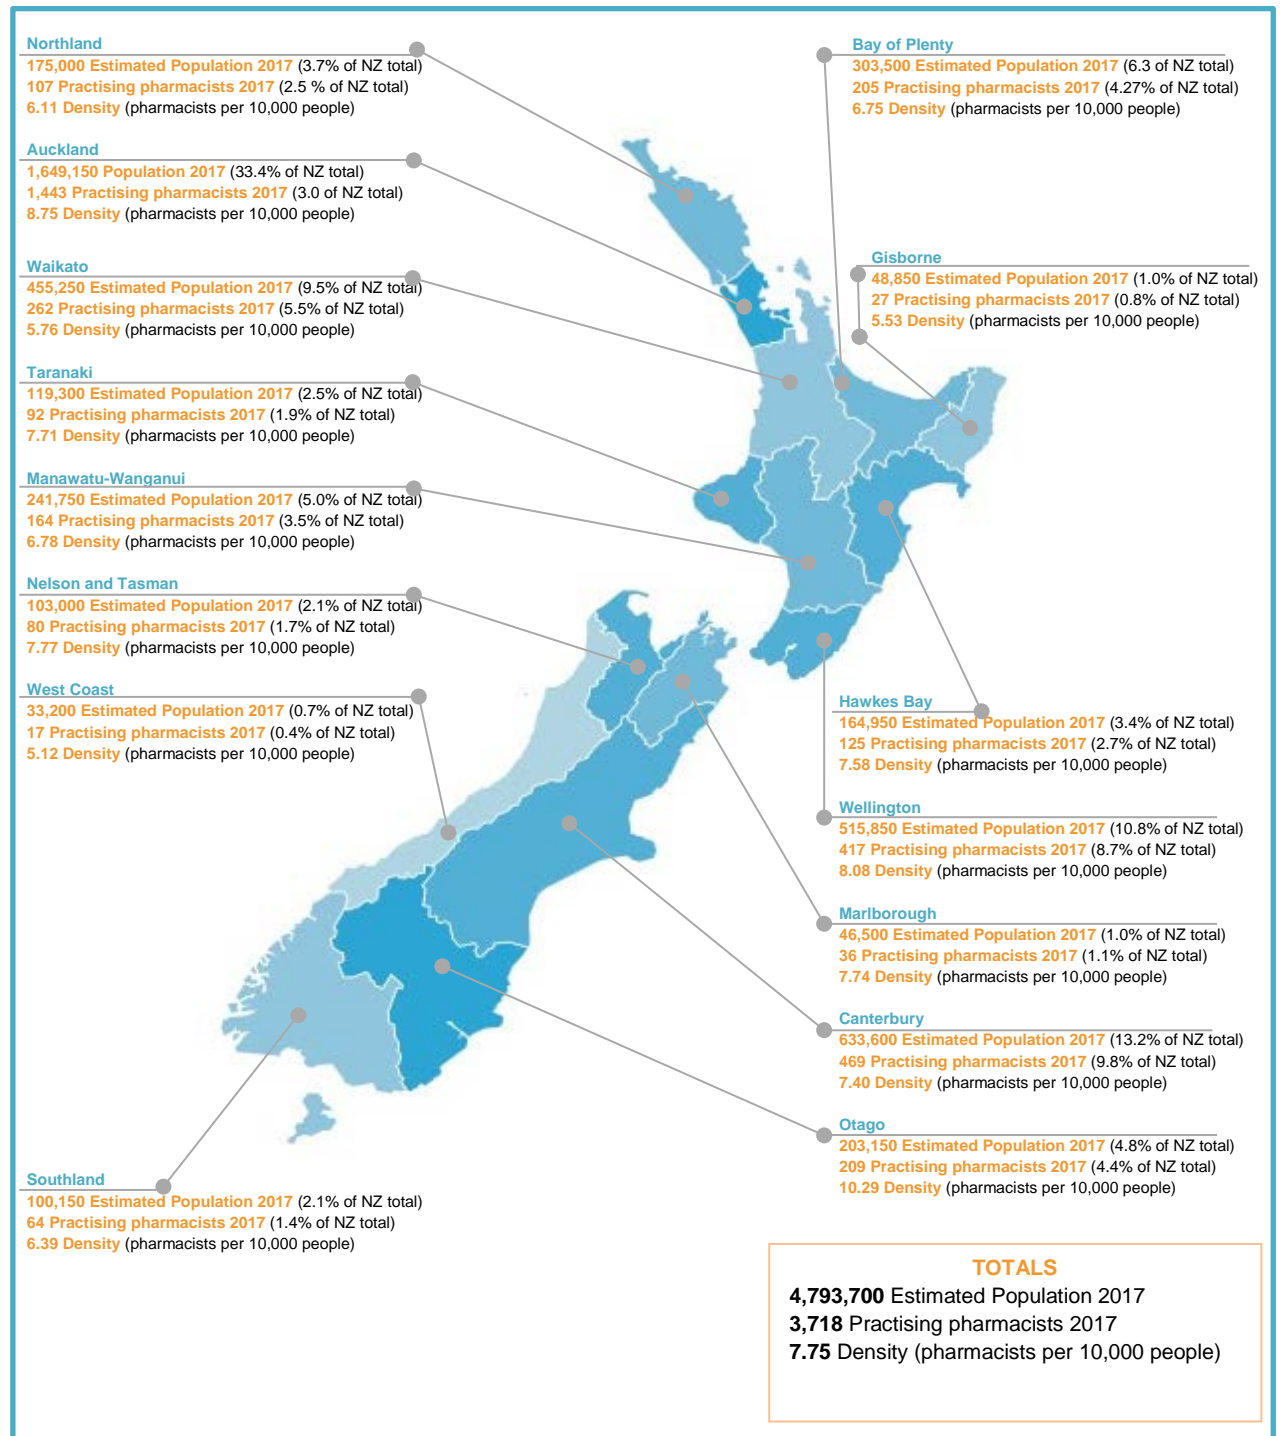 Northland
175,000 Estimated Population 2017 (3.7% of NZ total)
107 Practising pharmacists 2017 (2.5 % of NZ total)
6.11 Density (pharmacists per 10,000 people)
Auckland
1,649,150 Population 2017 (33.4% of NZ total)
1,443 Practising pharmacists 2017 (3.0 of NZ total)
8.75 Density (pharmacists per 10,000 people)
Waikato
455,250 Estimated Population 2017 (9.5% of NZ total)
262 Practising pharmacists 2017 (5.5% of NZ total)
5.76 Density (pharmacists per 10,000 people)
Taranaki
119,300 Estimated Population 2017 (2.5% of NZ total)
92 Practising pharmacists 2017 (1.9% of NZ total)
7.71 Density (pharmacists per 10,000 people)
Manawatu-Wanganui
241,750 Estimated Population 2017 (5.0% of NZ total)
164 Practising pharmacists 2017 (3.5% of NZ total)
6.78 Density (pharmacists per 10,000 people)
Nelson and Tasman
103,000 Estimated Population 2017 (2.1% of NZ total)
80 Practising pharmacists 2017 (1.7% of NZ total)
7.77 Density (pharmacists per 10,000 people)
West Coast
33,200 Estimated Population 2017 (0.7% of NZ total)
17 Practising pharmacists 2017 (0.4% of NZ total)
5.12 Density (pharmacists per 10,000 people)
Southland
100,150 Estimated Population 2017 (2.1% of NZ total)
64 Practising pharmacists 2017 (1.4% of NZ total)
6.39 Density (pharmacists per 10,000 people)
Bay of Plenty
303,500 Estimated Population 2017 (6.3 of NZ total)
205 Practising pharmacists 2017 (4.27% of NZ total)
6.75 Density (pharmacists per 10,000 people)
Gisborne
48,850 Estimated Population 2017 (1.0% of NZ total)
27 Practising pharmacists 2017 (0.8% of NZ total)
5.53 Density (pharmacists per 10,000 people)
Hawkes Bay
164,950 Estimated Population 2017 (3.4% of NZ total)
125 Practising pharmacists 2017 (2.7% of NZ total)
7.58 Density (pharmacists per 10,000 people)
Wellington
515,850 Estimated Population 2017 (10.8% of NZ total)
417 Practising pharmacists 2017 (8.7% of NZ total)
8.08 Density (pharmacists per 10,000 people)
Marlborough
46,500 Estimated Population 2017 (1.0% of NZ total)
36 Practising pharmacists 2017 (1.1% of NZ total)
7.74 Density (pharmacists per 10,000 people)
Canterbury
633,600 Estimated Population 2017 (13.2% of NZ total)
469 Practising pharmacists 2017 (9.8% of NZ total)
7.40 Density (pharmacists per 10,000 people)
Otago
203,150 Estimated Population 2017 (4.8% of NZ total)
209 Practising pharmacists 2017 (4.4% of NZ total)
10.29 Density (pharmacists per 10,000 people)
TOTALS
4,793,700 Estimated Population 2017
3,718 Practising pharmacists 2017
7.75 Density (pharmacists per 10,000 people)